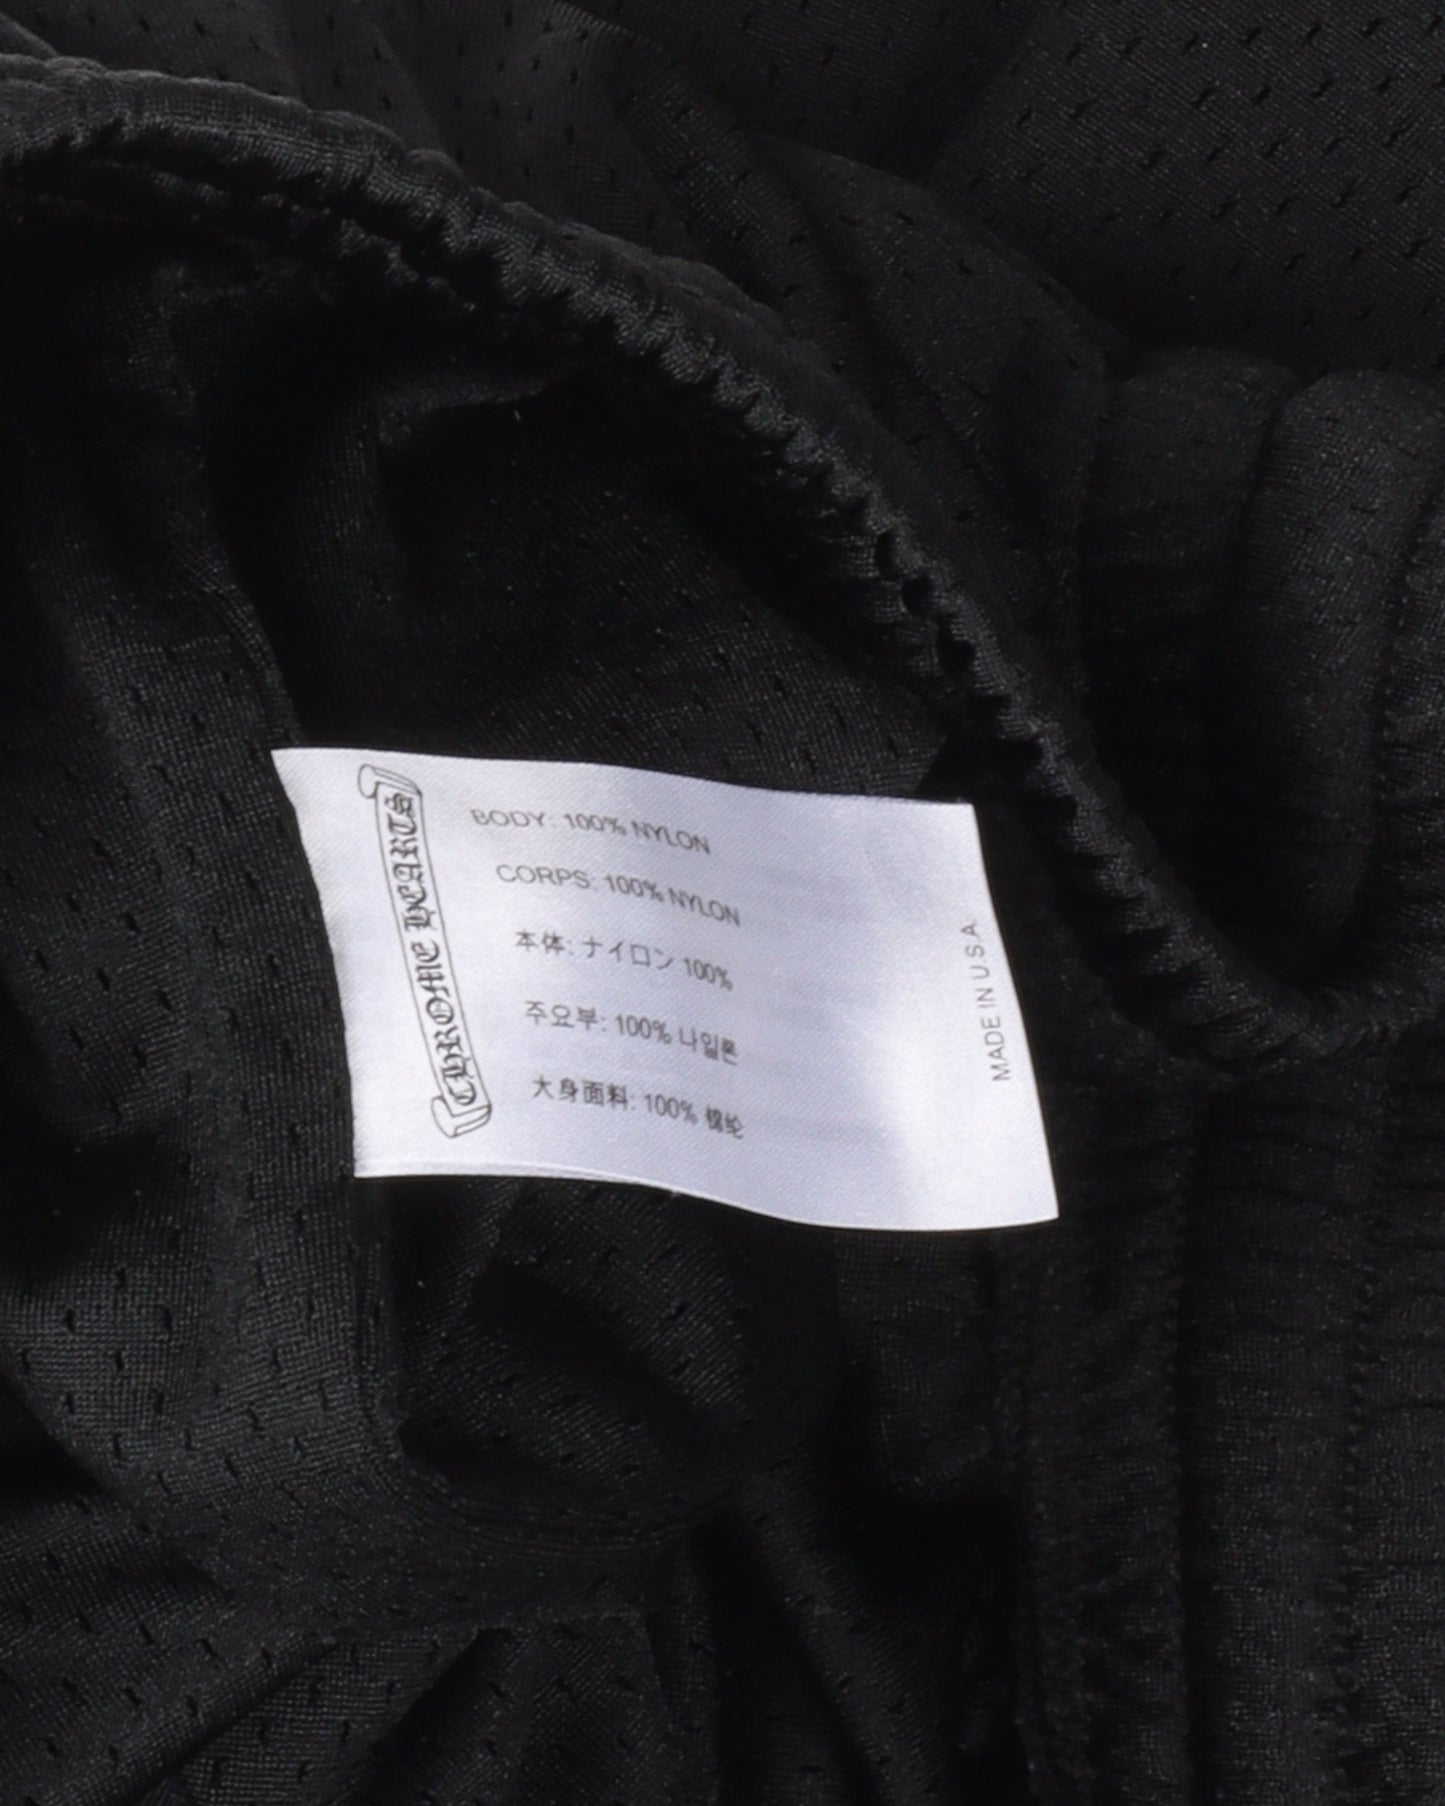 CHROME HEARTS
BODY: 100% NYLON
CORPS: 100% NYLON
本体: ナイロン 100%
주요부: 100% 나일론
大身面料: 100% 锦纶
MADE IN U.S.A.